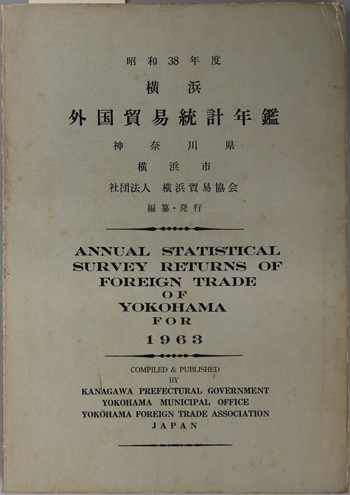 昭和38年度
横浜
外国貿易統計年鑑
神奈川県
横浜市
社団法人 横浜貿易協会
編纂・発行
ANNUAL STATISTICAL
SURVEY RETURNS OF
FOREIGN TRADE
OF
YOKOHAMA
FOR
1963
COMPILED & PUBLISHED
BY
KANAGAWA PREFECTURAL GOVERNMENT
YOKOHAMA MUNICIPAL OFFICE
YOKOHAMA FOREIGN TRADE ASSOCIATION
JAPAN